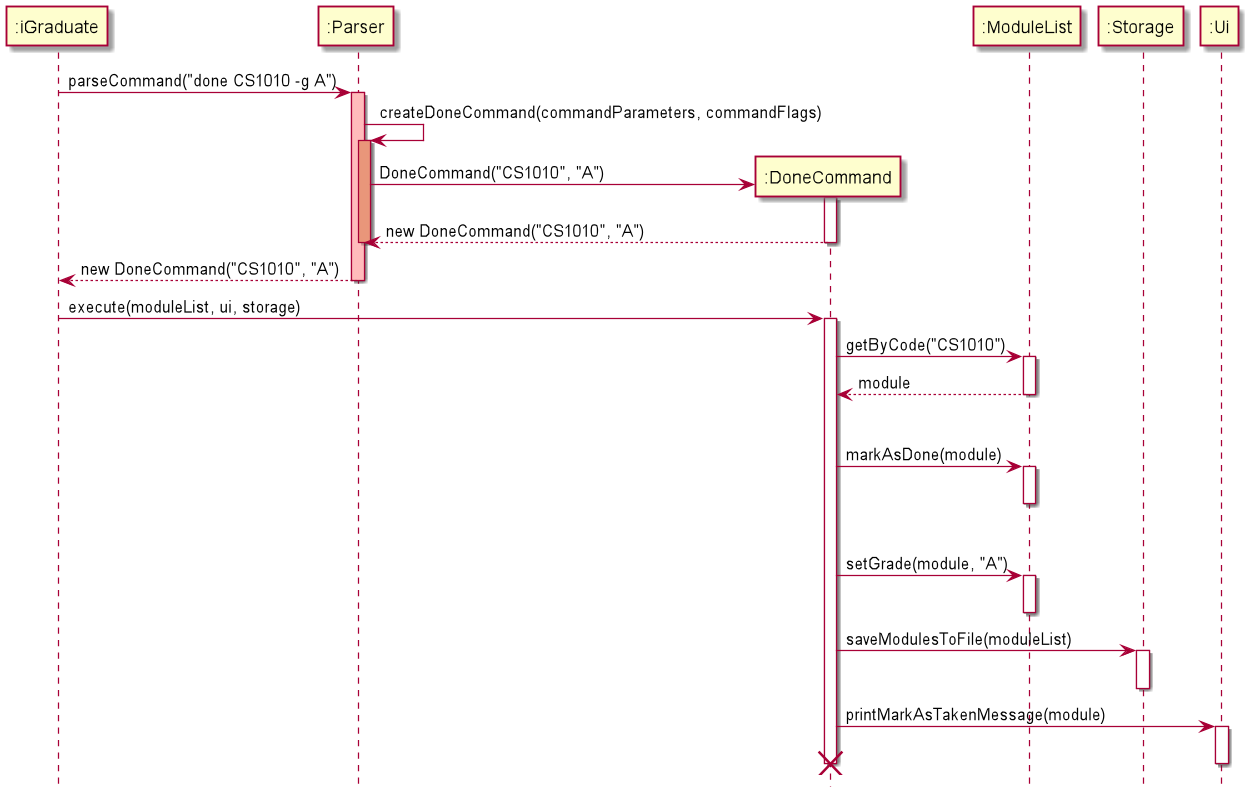 :iGraduate
:Parser
:ModuleList
:Storage
:Ui
parseCommand("done CS1010 -g A")
createDoneCommand(commandParameters, commandFlags)
DoneCommand("CS1010", "A")
:DoneCommand
new DoneCommand("CS1010", "A")
new DoneCommand("CS1010", "A")
execute(moduleList, ui, storage)
getByCode("CS1010")
module
markAsDone(module)
setGrade(module, "A")
saveModulesToFile(moduleList)
printMarkAsTakenMessage(module)